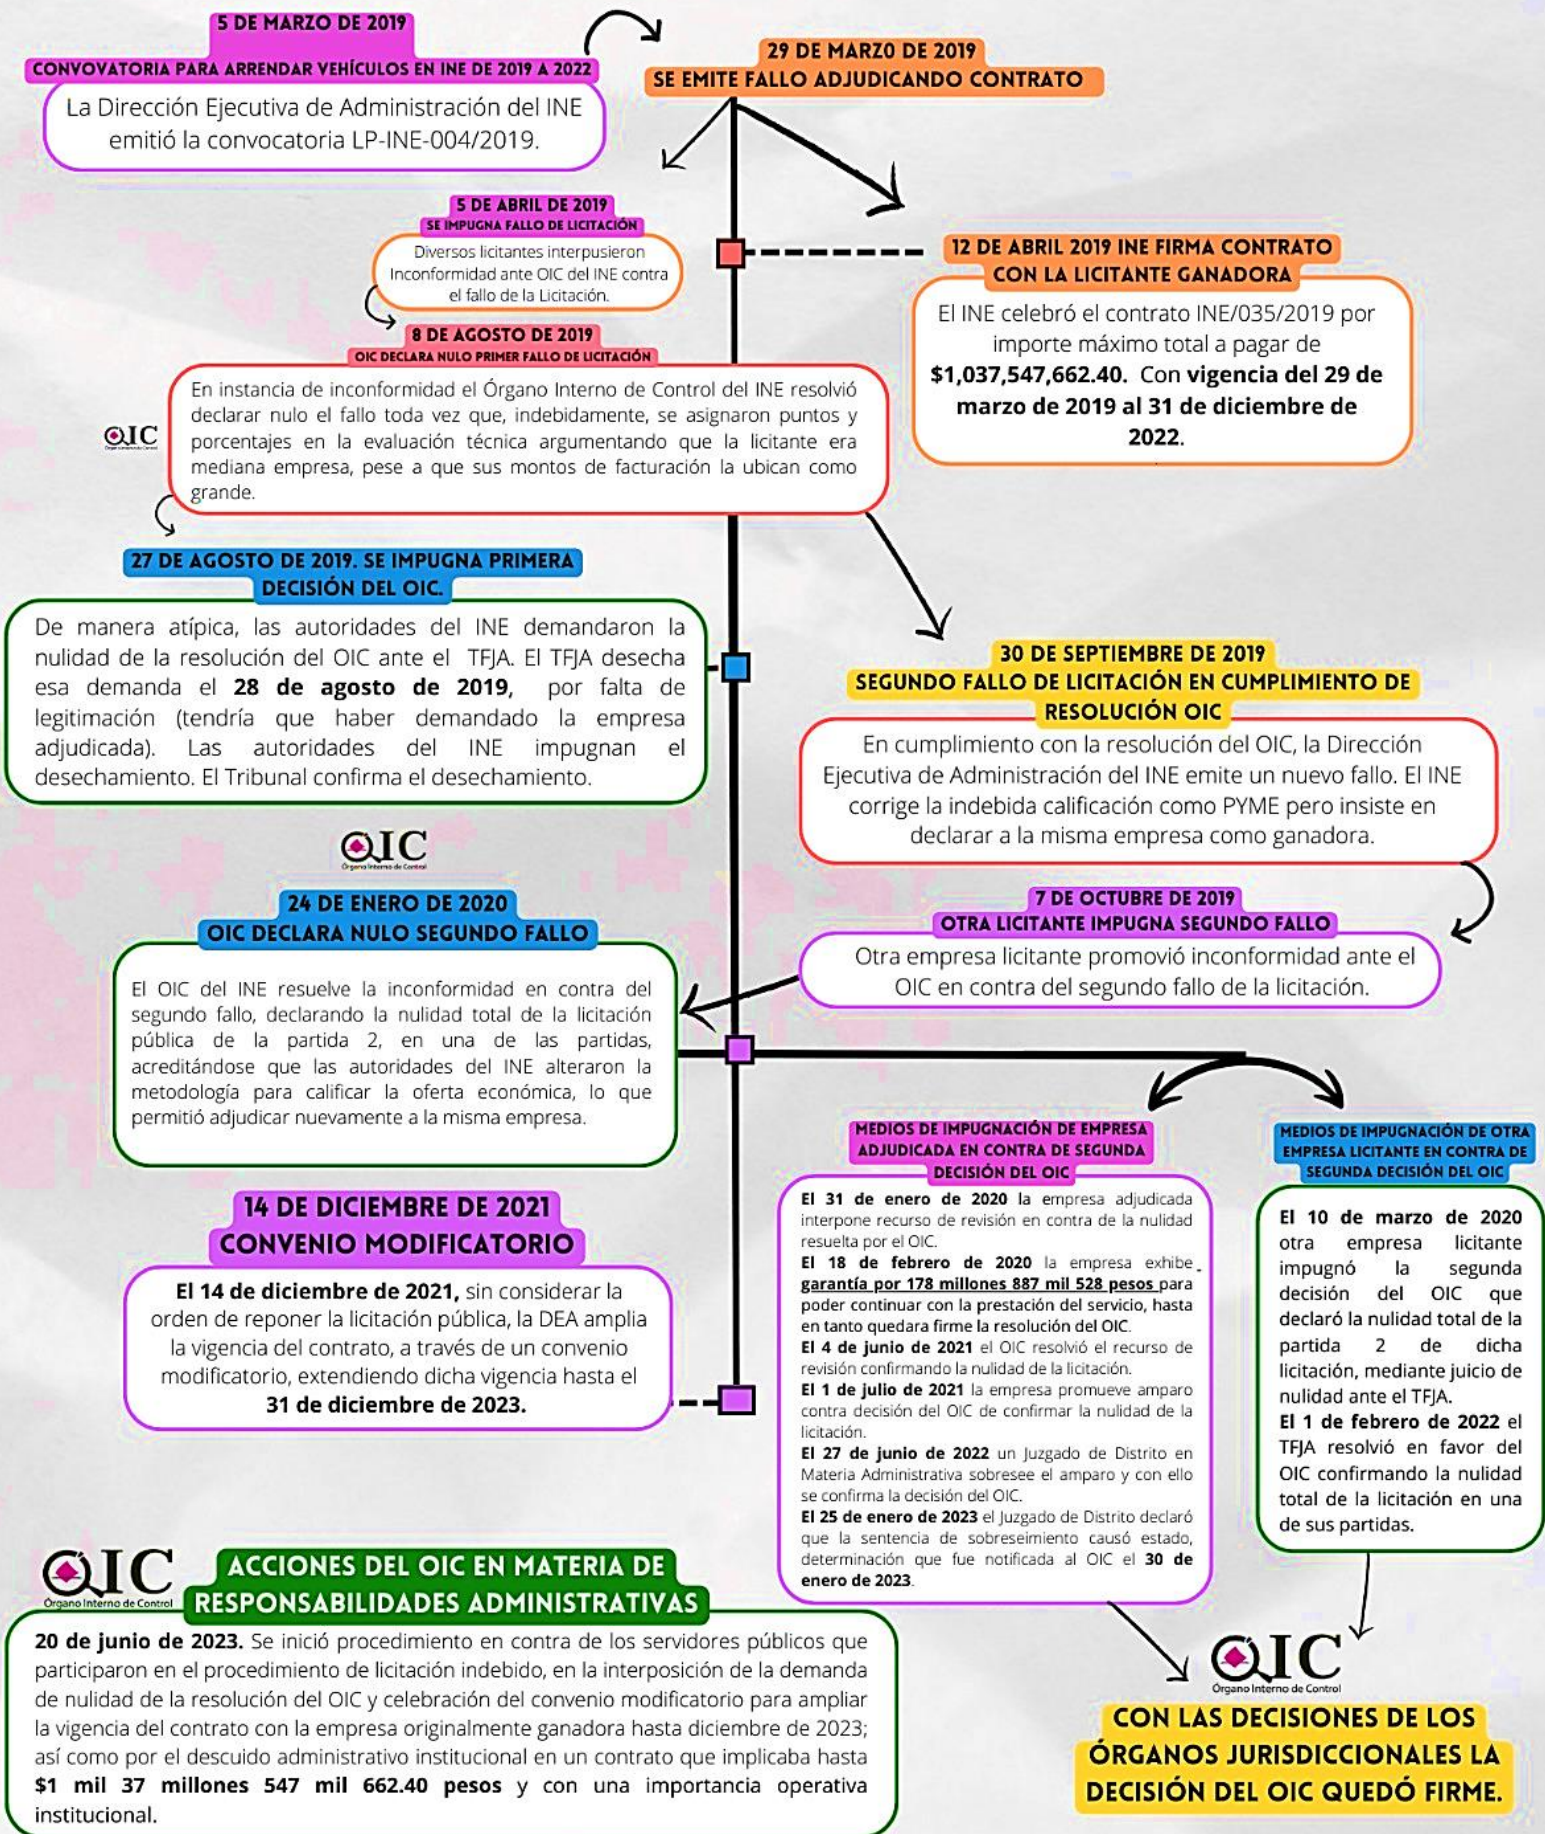 5 DE MARZO DE 2019
CONVOVATORIA PARA ARRENDAR VEHÍCULOS EN INE DE 2019 A 2022
La Dirección Ejecutiva de Administración del INE
emitió la convocatoria LP-INE-004/2019.
29 DE MARZO DE 2019
SE EMITE FALLO ADJUDICANDO CONTRATO
5 DE ABRIL DE 2019
SE IMPUGNA FALLO DE LICITACIÓN
Diversos licitantes interpusieron
Inconformidad ante OIC del INE contra
el fallo de la Licitación.
12 DE ABRIL 2019 INE FIRMA CONTRATO
CON LA LICITANTE GANADORA
El INE celebró el contrato INE/035/2019 por
importe máximo total a pagar de
$1,037,547,662.40. Con vigencia del 29 de
marzo de 2019 al 31 de diciembre de
2022.
8 DE AGOSTO DE 2019
OIC DECLARA NULO PRIMER FALLO DE LICITACIÓN
En instancia de inconformidad el Órgano Interno de Control del INE resolvió
declarar nulo el fallo toda vez que, indebidamente, se asignaron puntos y
porcentajes en la evaluación técnica argumentando que la licitante era
mediana empresa, pese a que sus montos de facturación la ubican como
grande.
OIC
Órgano Interno de Control
27 DE AGOSTO DE 2019. SE IMPUGNA PRIMERA
DECISIÓN DEL OIC.
De manera atípica, las autoridades del INE demandaron la
nulidad de la resolución del OIC ante el TFJA. El TFJA desecha
esa demanda el 28 de agosto de 2019, por falta de
legitimación (tendría que haber demandado la empresa
adjudicada). Las autoridades del INE impugnan el
desechamiento. El Tribunal confirma el desechamiento.
30 DE SEPTIEMBRE DE 2019
SEGUNDO FALLO DE LICITACIÓN EN CUMPLIMIENTO DE
RESOLUCIÓN OIC
En cumplimiento con la resolución del OIC, la Dirección
Ejecutiva de Administración del INE emite un nuevo fallo. El INE
corrige la indebida calificación como PYME pero insiste en
declarar a la misma empresa como ganadora.
7 DE OCTUBRE DE 2019
OTRA LICITANTE IMPUGNA SEGUNDO FALLO
Otra empresa licitante promovió inconformidad ante el
OIC en contra del segundo fallo de la licitación.
OIC
Órgano Interno de Control
24 DE ENERO DE 2020
OIC DECLARA NULO SEGUNDO FALLO
El OIC del INE resuelve la inconformidad en contra del
segundo fallo, declarando la nulidad total de la licitación
pública de la partida 2, en una de las partidas,
acreditándose que las autoridades del INE alteraron la
metodología para calificar la oferta económica, lo que
permitió adjudicar nuevamente a la misma empresa.
MEDIOS DE IMPUGNACIÓN DE EMPRESA
ADJUDICADA EN CONTRA DE SEGUNDA
DECISIÓN DEL OIC
El 31 de enero de 2020 la empresa adjudicada
interpone recurso de revisión en contra de la nulidad
resuelta por el OIC.
El 18 de febrero de 2020 la empresa exhibe
garantía por 178 millones 887 mil 528 pesos para
poder continuar con la prestación del servicio, hasta
en tanto quedara firme la resolución del OIC.
El 4 de junio de 2021 el OIC resolvió el recurso de
revisión confirmando la nulidad de la licitación.
El 1 de julio de 2021 la empresa promueve amparo
contra decisión del OIC de confirmar la nulidad de la
licitación.
El 27 de junio de 2022 un Juzgado de Distrito en
Materia Administrativa sobresee el amparo y con ello
se confirma la decisión del OIC.
El 25 de enero de 2023 el Juzgado de Distrito declaró
que la sentencia de sobreseimiento causó estado,
determinación que fue notificada al OIC el 30 de
enero de 2023.
MEDIOS DE IMPUGNACIÓN DE OTRA
EMPRESA LICITANTE EN CONTRA DE
SEGUNDA DECISIÓN DEL OIC
El 10 de marzo de 2020
otra empresa licitante
impugnó la segunda
decisión del OIC que
declaró la nulidad total de la
partida 2 de dicha
licitación, mediante juicio de
nulidad ante el TFJA.
El 1 de febrero de 2022 el
TFJA resolvió en favor del
OIC confirmando la nulidad
total de la licitación en una
de sus partidas.
14 DE DICIEMBRE DE 2021
CONVENIO MODIFICATORIO
El 14 de diciembre de 2021, sin considerar la
orden de reponer la licitación pública, la DEA amplia
la vigencia del contrato, a través de un convenio
modificatorio, extendiendo dicha vigencia hasta el
31 de diciembre de 2023.
OIC
Órgano Interno de Control
ACCIONES DEL OIC EN MATERIA DE
RESPONSABILIDADES ADMINISTRATIVAS
20 de junio de 2023. Se inició procedimiento en contra de los servidores públicos que
participaron en el procedimiento de licitación indebido, en la interposición de la demanda
de nulidad de la resolución del OIC y celebración del convenio modificatorio para ampliar
la vigencia del contrato con la empresa originalmente ganadora hasta diciembre de 2023;
así como por el descuido administrativo institucional en un contrato que implicaba hasta
$1 mil 37 millones 547 mil 662.40 pesos y con una importancia operativa
institucional.
OIC
Órgano Interno de Control
CON LAS DECISIONES DE LOS
ÓRGANOS JURISDICCIONALES LA
DECISIÓN DEL OIC QUEDÓ FIRME.